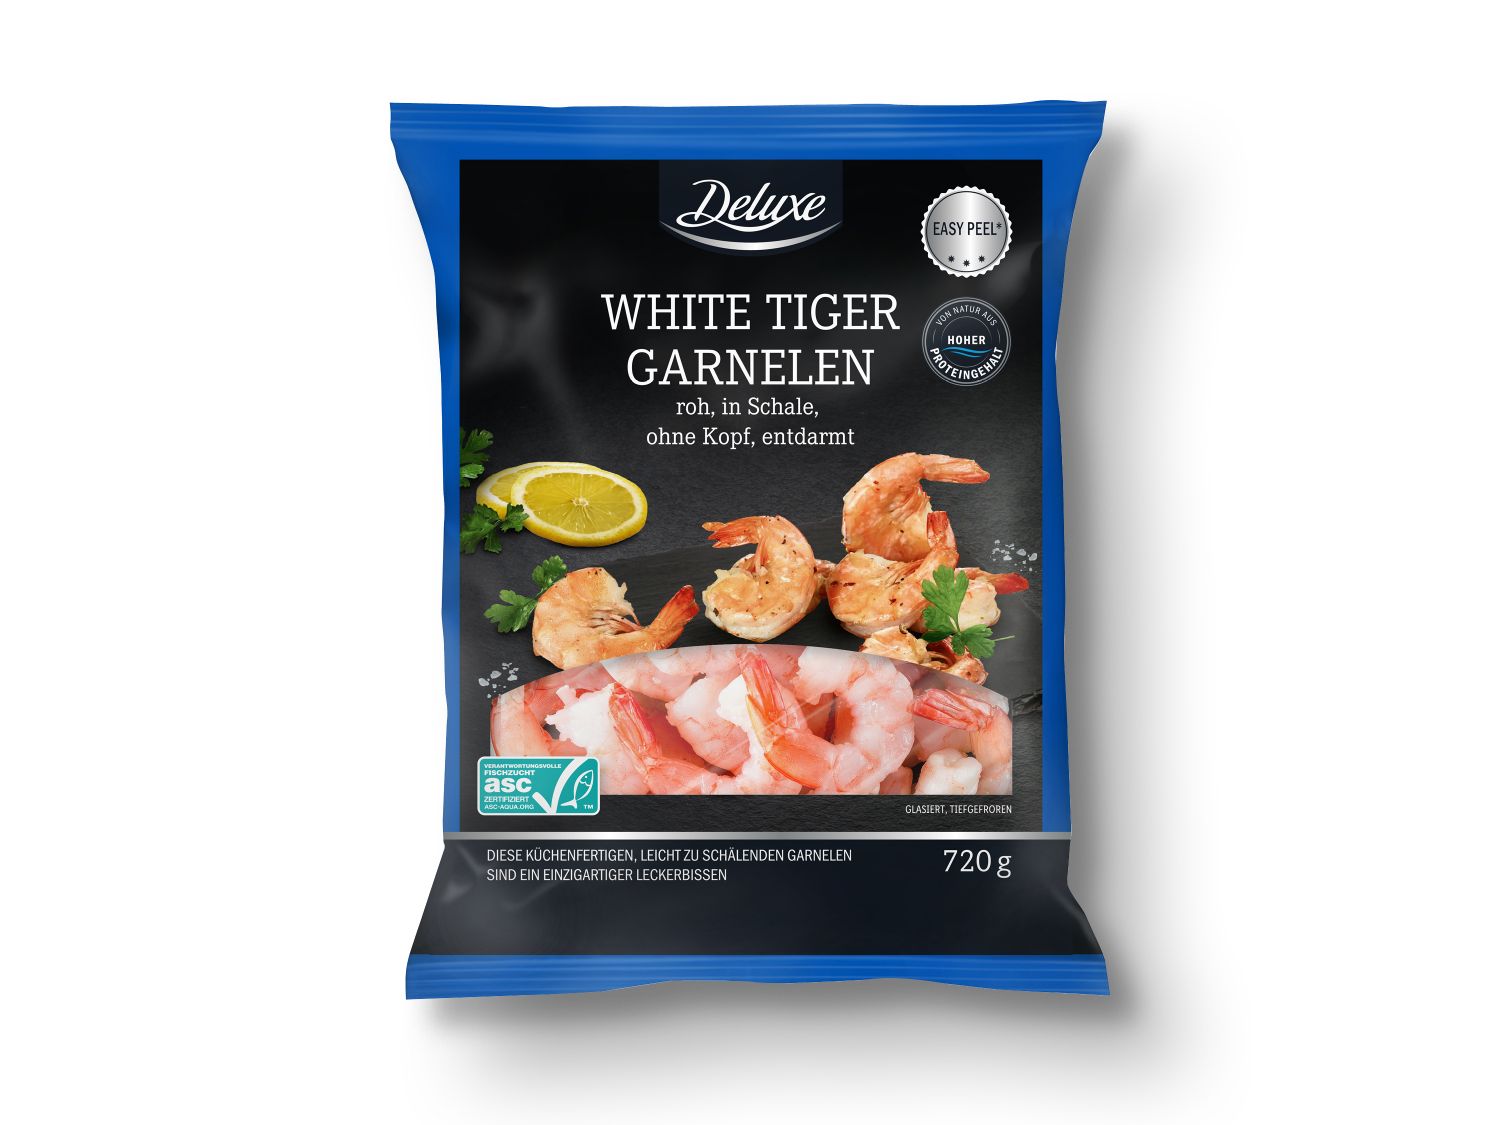 Deluxe
EASY PEEL*
WHITE TIGER
GARNELEN
VON NATUR AUS
HOHER
PROTEINGEHALT
roh, in Schale,
ohne Kopf, entdarmt
VERANTWORTUNGSVOLLE
FISCHZUCHT
asc
ZERTIFIZIERT
ASC-AQUA.ORG
TM
GLASIERT, TIEFGEFROREN
DIESE KÜCHENFERTIGEN, LEICHT ZU SCHÄLENDEN GARNELEN
SIND EIN EINZIGARTIGER LECKERBISSEN
720 g